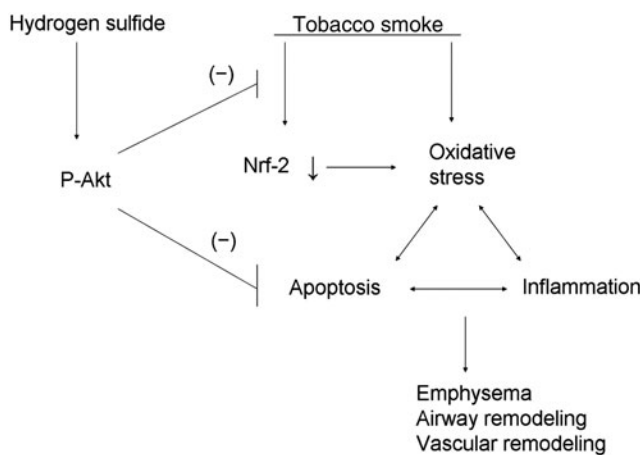 Hydrogen sulfide
Tobacco smoke
(−)
Nrf-2 ↓
Oxidative
stress
P-Akt
(−)
Apoptosis
Inflammation
Emphysema
Airway remodeling
Vascular remodeling